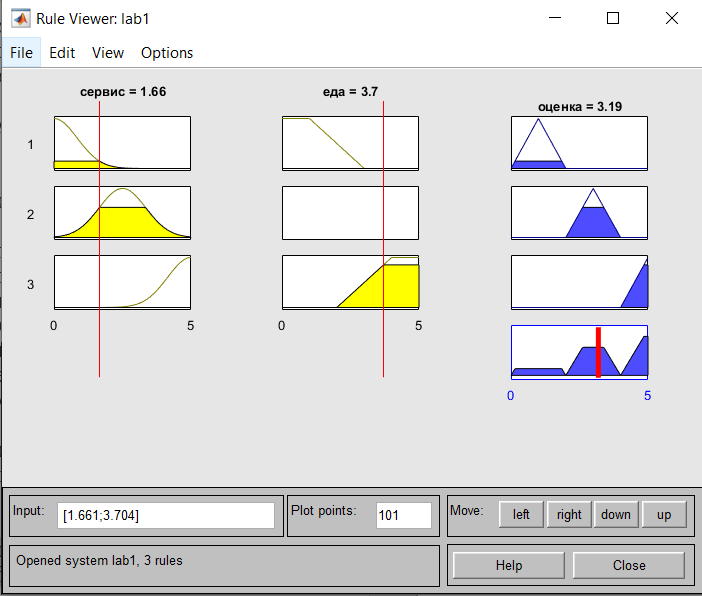 Rule Viewer: lab1
File Edit View Options
сервис = 1.66
еда = 3.7
оценка = 3.19
1
2
3
0 5
0 5
0 5
Input: [1.661;3.704]
Plot points: 101
Move: left right down up
Opened system lab1, 3 rules
Help Close